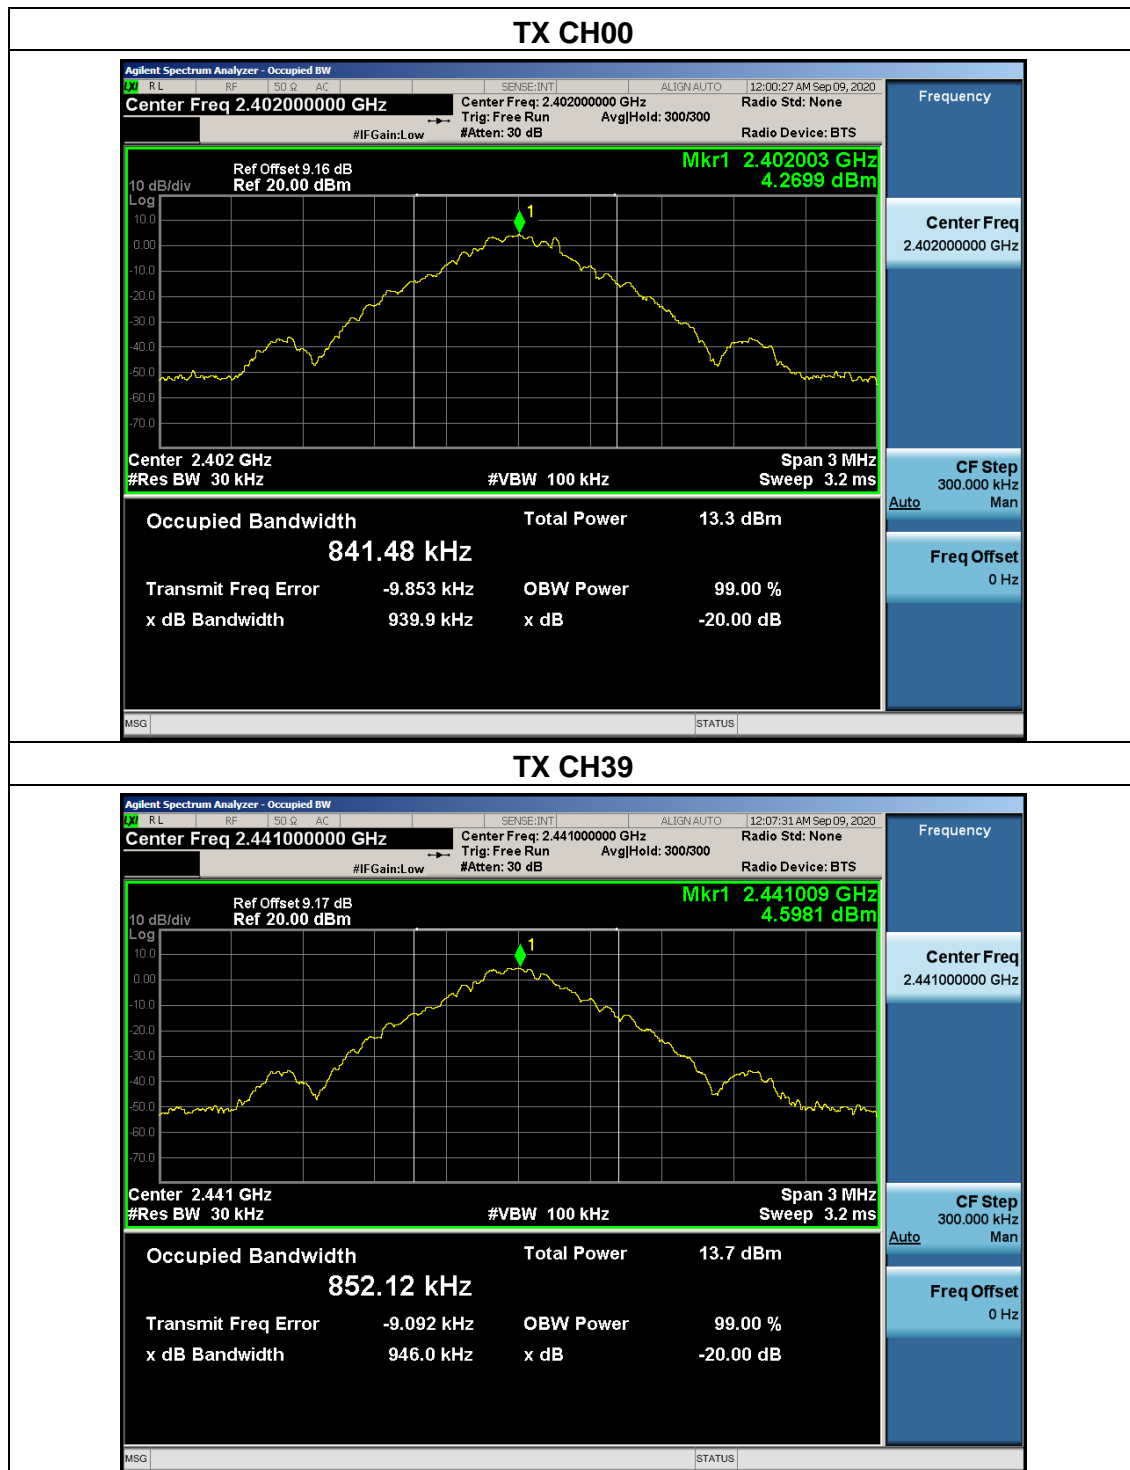 TX CH00
Agilent Spectrum Analyzer - Occupied BW
LXI RL RF 50 Ω AC SENSE:INT ALIGN AUTO 12:00:27 AM Sep 09, 2020
Center Freq 2.402000000 GHz Center Freq: 2.402000000 GHz Radio Std: None
Trig: Free Run Avg|Hold: 300/300
#IFGain:Low #Atten: 30 dB Radio Device: BTS
Frequency
Ref Offset 9.16 dB Mkr1 2.402003 GHz
10 dB/div Ref 20.00 dBm 4.2699 dBm
Log
10.0
0.00
-10.0
-20.0
-30.0
-40.0
-50.0
-60.0
-70.0
1
Center Freq
2.402000000 GHz
Center 2.402 GHz Span 3 MHz
#Res BW 30 kHz #VBW 100 kHz Sweep 3.2 ms
CF Step
300.000 kHz
Auto Man
Occupied Bandwidth Total Power 13.3 dBm
841.48 kHz
Freq Offset
0 Hz
Transmit Freq Error -9.853 kHz OBW Power 99.00 %
x dB Bandwidth 939.9 kHz x dB -20.00 dB
MSG STATUS
TX CH39
Agilent Spectrum Analyzer - Occupied BW
LXI RL RF 50 Ω AC SENSE:INT ALIGN AUTO 12:07:31 AM Sep 09, 2020
Center Freq 2.441000000 GHz Center Freq: 2.441000000 GHz Radio Std: None
Trig: Free Run Avg|Hold: 300/300
#IFGain:Low #Atten: 30 dB Radio Device: BTS
Frequency
Ref Offset 9.17 dB Mkr1 2.441009 GHz
10 dB/div Ref 20.00 dBm 4.5981 dBm
Log
10.0
0.00
-10.0
-20.0
-30.0
-40.0
-50.0
-60.0
-70.0
1
Center Freq
2.441000000 GHz
Center 2.441 GHz Span 3 MHz
#Res BW 30 kHz #VBW 100 kHz Sweep 3.2 ms
CF Step
300.000 kHz
Auto Man
Occupied Bandwidth Total Power 13.7 dBm
852.12 kHz
Freq Offset
0 Hz
Transmit Freq Error -9.092 kHz OBW Power 99.00 %
x dB Bandwidth 946.0 kHz x dB -20.00 dB
MSG STATUS